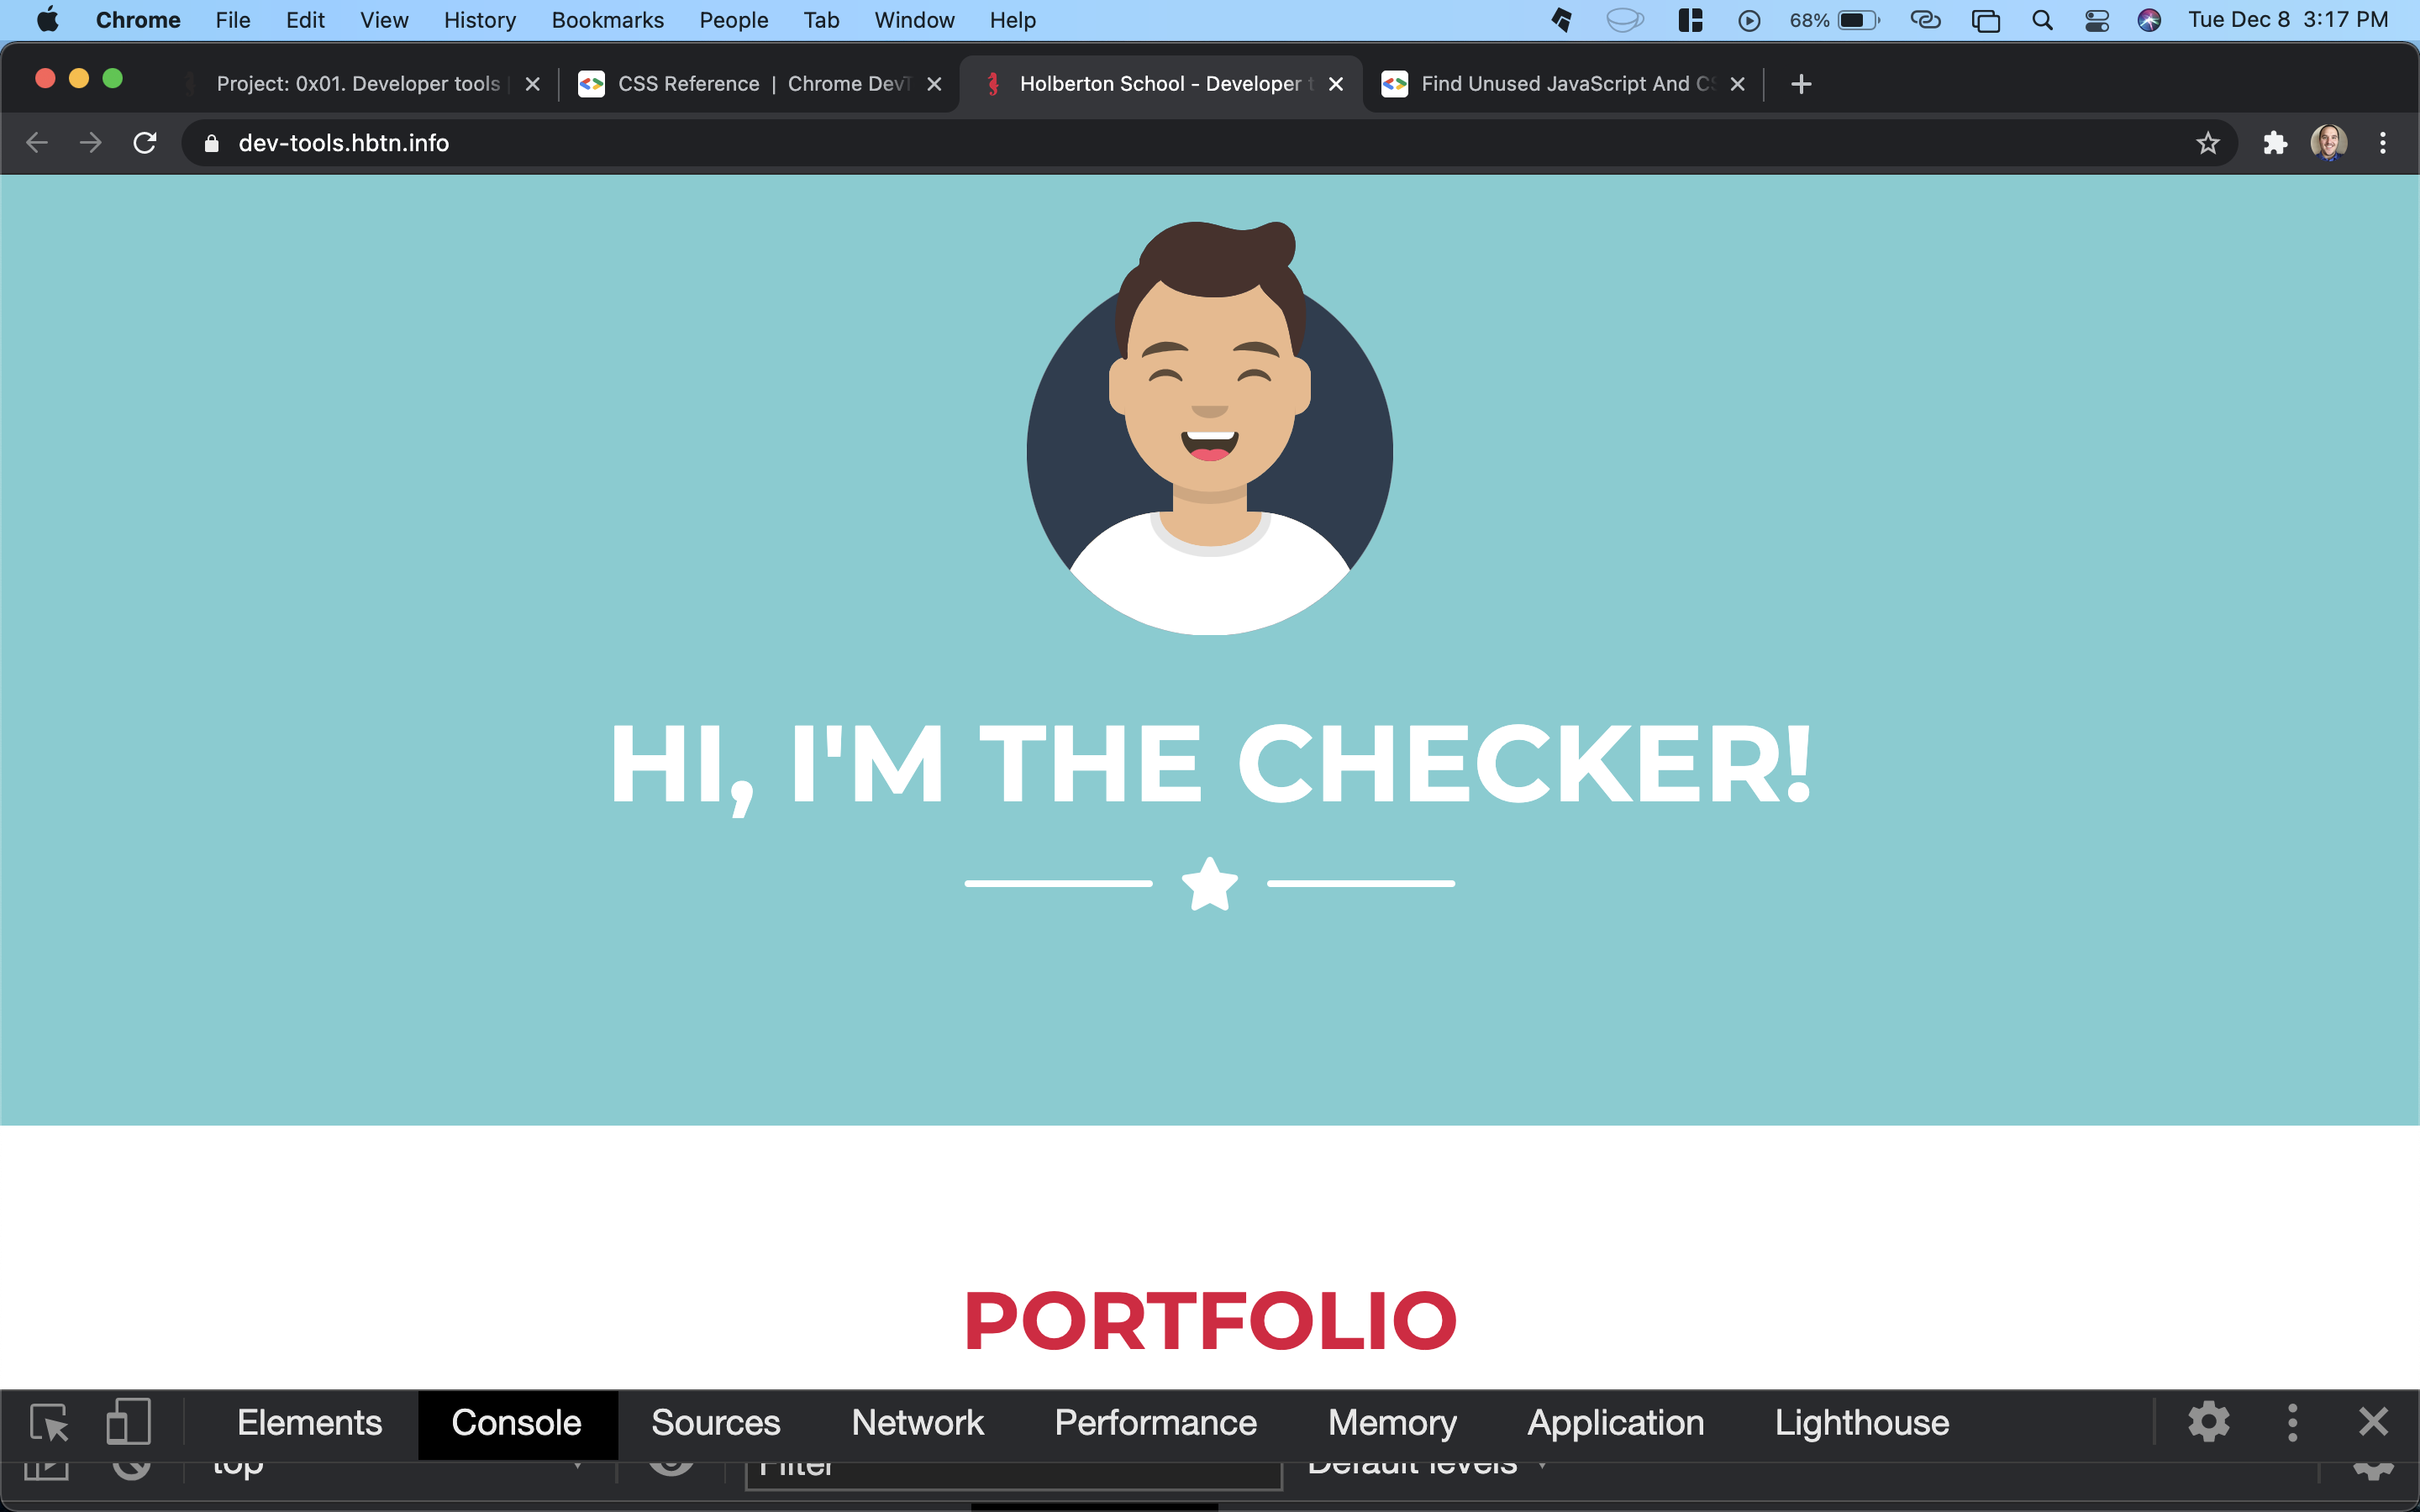 Chrome File Edit View History Bookmarks People Tab Window Help 68% Tue Dec 8 3:17 PM
Project: 0x01. Developer tools CSS Reference | Chrome Dev Holberton School - Developer Find Unused JavaScript And
dev-tools.hbtn.info
HI, I'M THE CHECKER!
PORTFOLIO
Elements Console Sources Network Performance Memory Application Lighthouse
top Filter Default levels